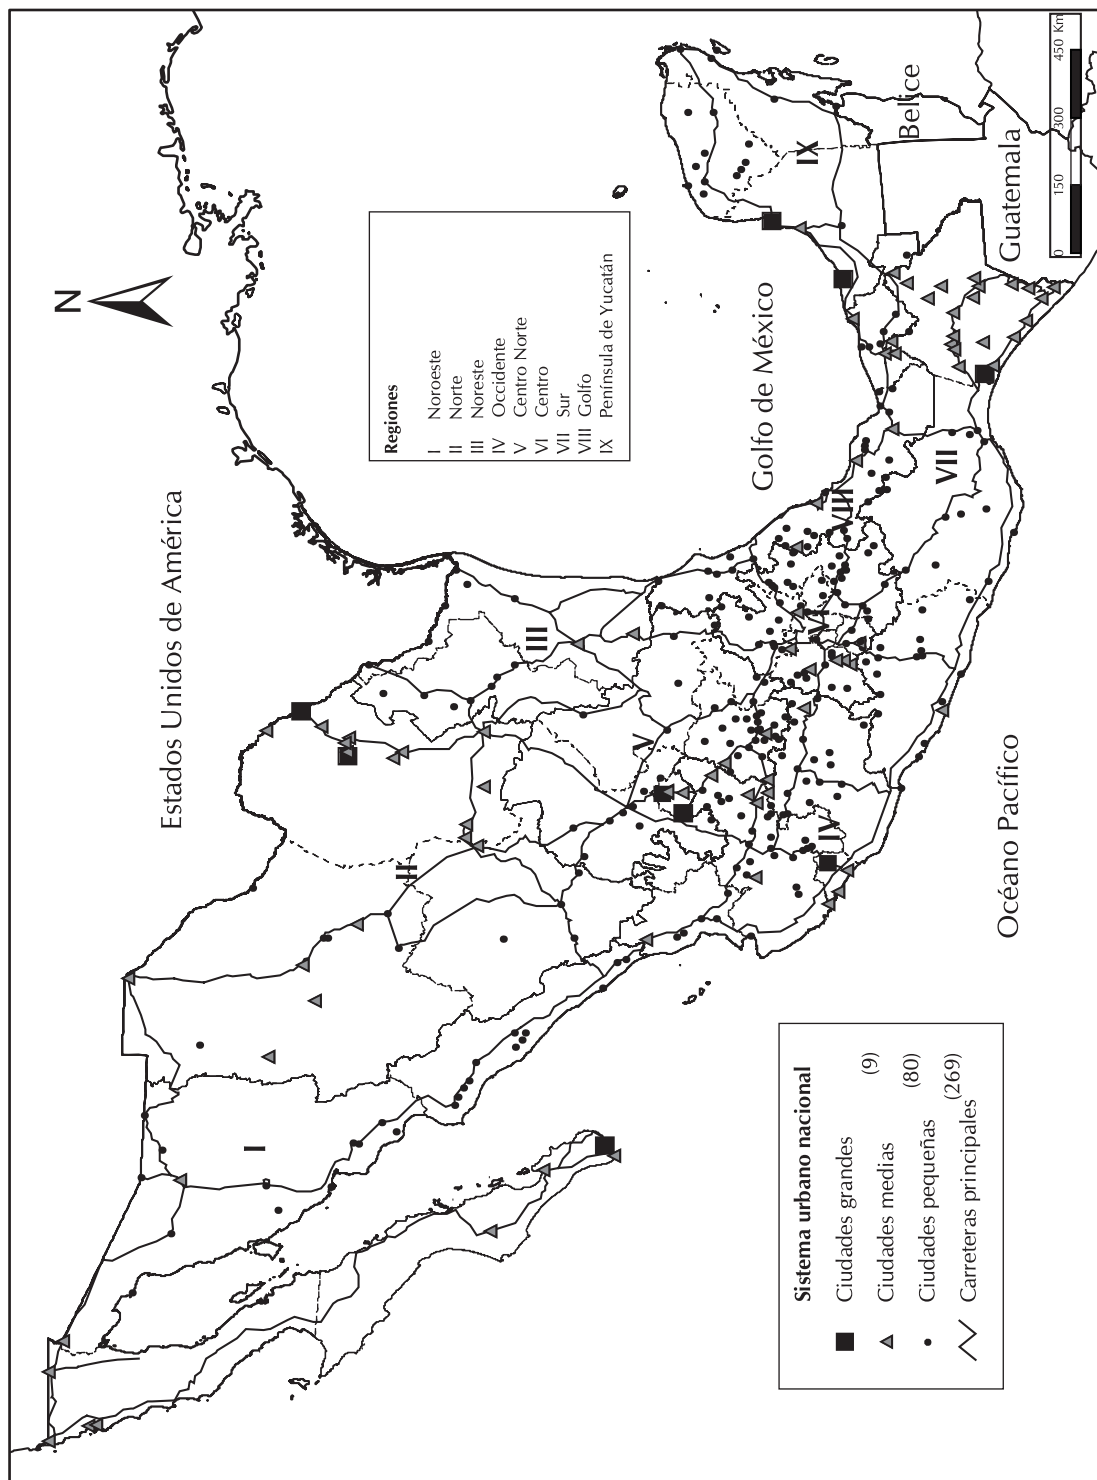 N
Estados Unidos de América
Regiones
I Noroeste
II Norte
III Noreste
IV Occidente
V Centro Norte
VI Centro
VII Sur
VIII Golfo
IX Península de Yucatán
Golfo de México
I
II
III
V
IV
VI
VIII
VII
IX
Belice
Guatemala
Océano Pacífico
Sistema urbano nacional
Ciudades grandes (9)
Ciudades medias (80)
Ciudades pequeñas (269)
Carreteras principales
0 150 300 450 Km